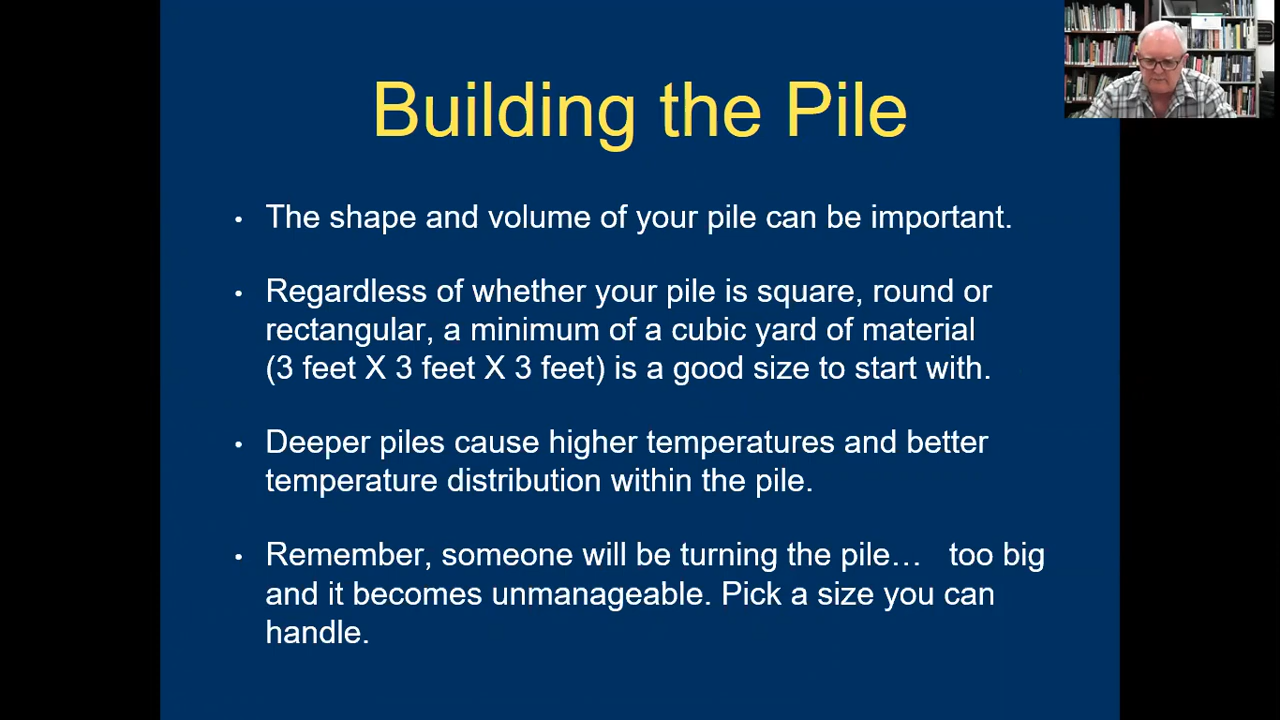 Building the Pile
• The shape and volume of your pile can be important.
• Regardless of whether your pile is square, round or
rectangular, a minimum of a cubic yard of material
(3 feet X 3 feet X 3 feet) is a good size to start with.
• Deeper piles cause higher temperatures and better
temperature distribution within the pile.
• Remember, someone will be turning the pile… too big
and it becomes unmanageable. Pick a size you can
handle.